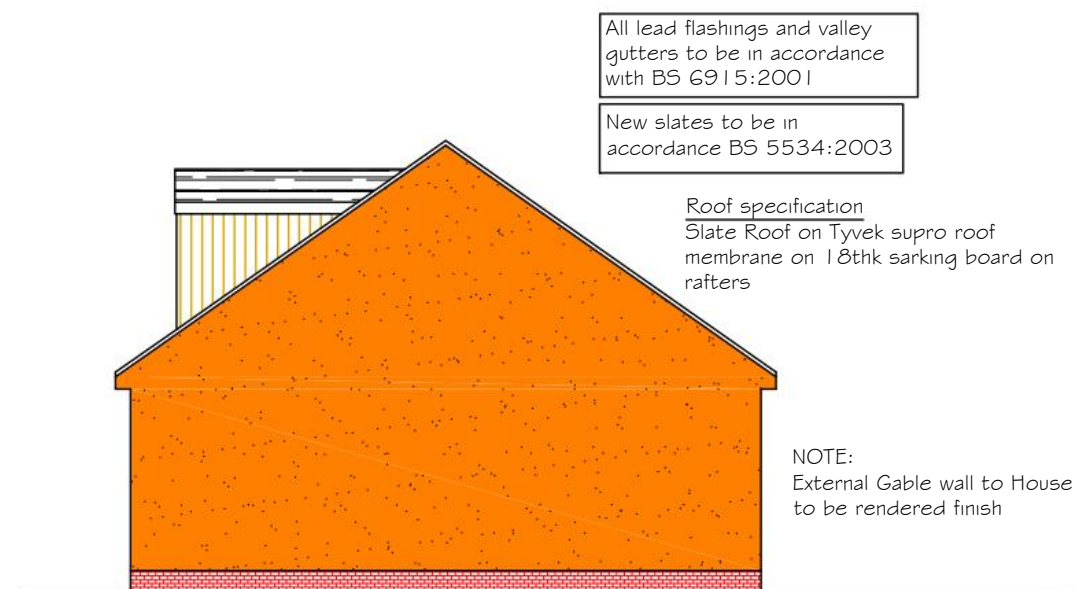 All lead flashings and valley
gutters to be in accordance
with BS 6915:2001
New slates to be in
accordance BS 5534:2003
Roof specification
Slate Roof on Tyvek supro roof
membrane on 18thk sarking board on
rafters
NOTE:
External Gable wall to House
to be rendered finish